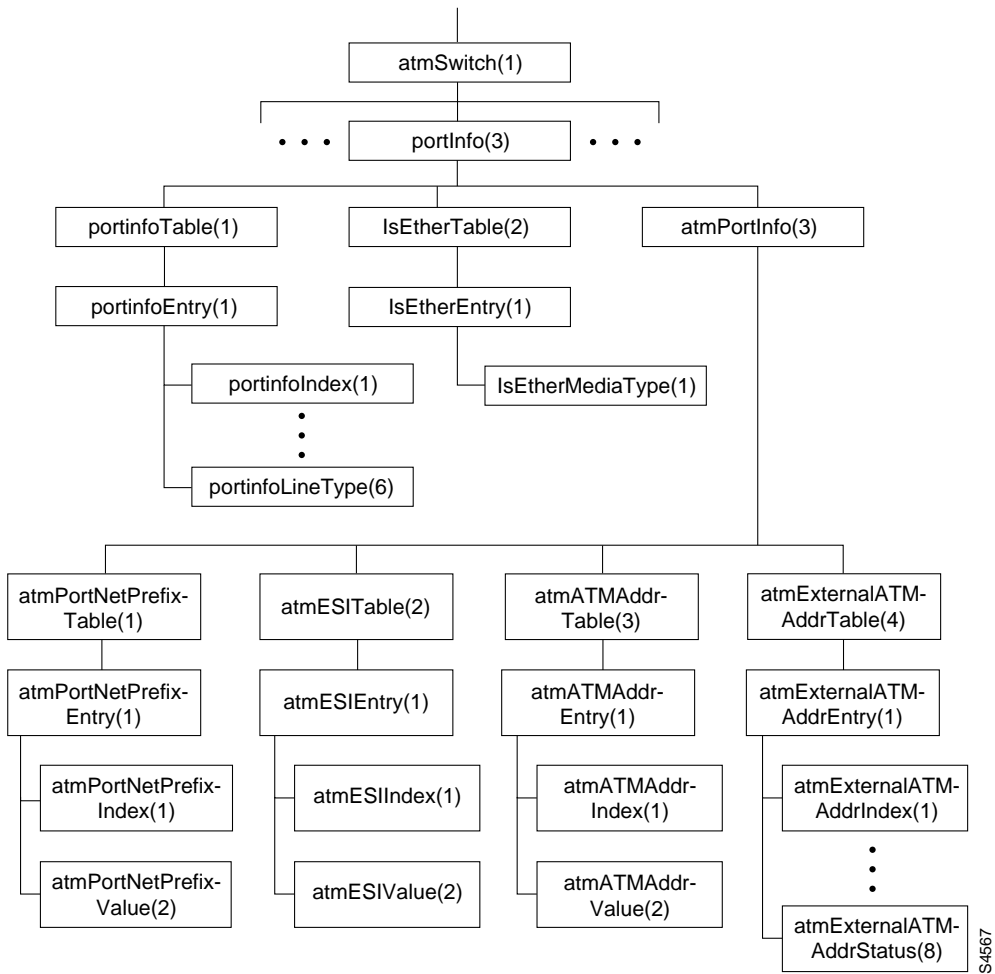 atmSwitch(1)
portInfo(3)
portinfoTable(1)
IsEtherTable(2)
atmPortInfo(3)
portinfoEntry(1)
IsEtherEntry(1)
portinfoIndex(1)
IsEtherMediaType(1)
portinfoLineType(6)
atmPortNetPrefix-
Table(1)
atmESITable(2)
atmATMAddr-
Table(3)
atmExternalATM-
AddrTable(4)
atmPortNetPrefix-
Entry(1)
atmESIEntry(1)
atmATMAddr-
Entry(1)
atmExternalATM-
AddrEntry(1)
atmPortNetPrefix-
Index(1)
atmESIIndex(1)
atmATMAddr-
Index(1)
atmExternalATM-
AddrIndex(1)
atmPortNetPrefix-
Value(2)
atmESIValue(2)
atmATMAddr-
Value(2)
atmExternalATM-
AddrStatus(8)
S4567